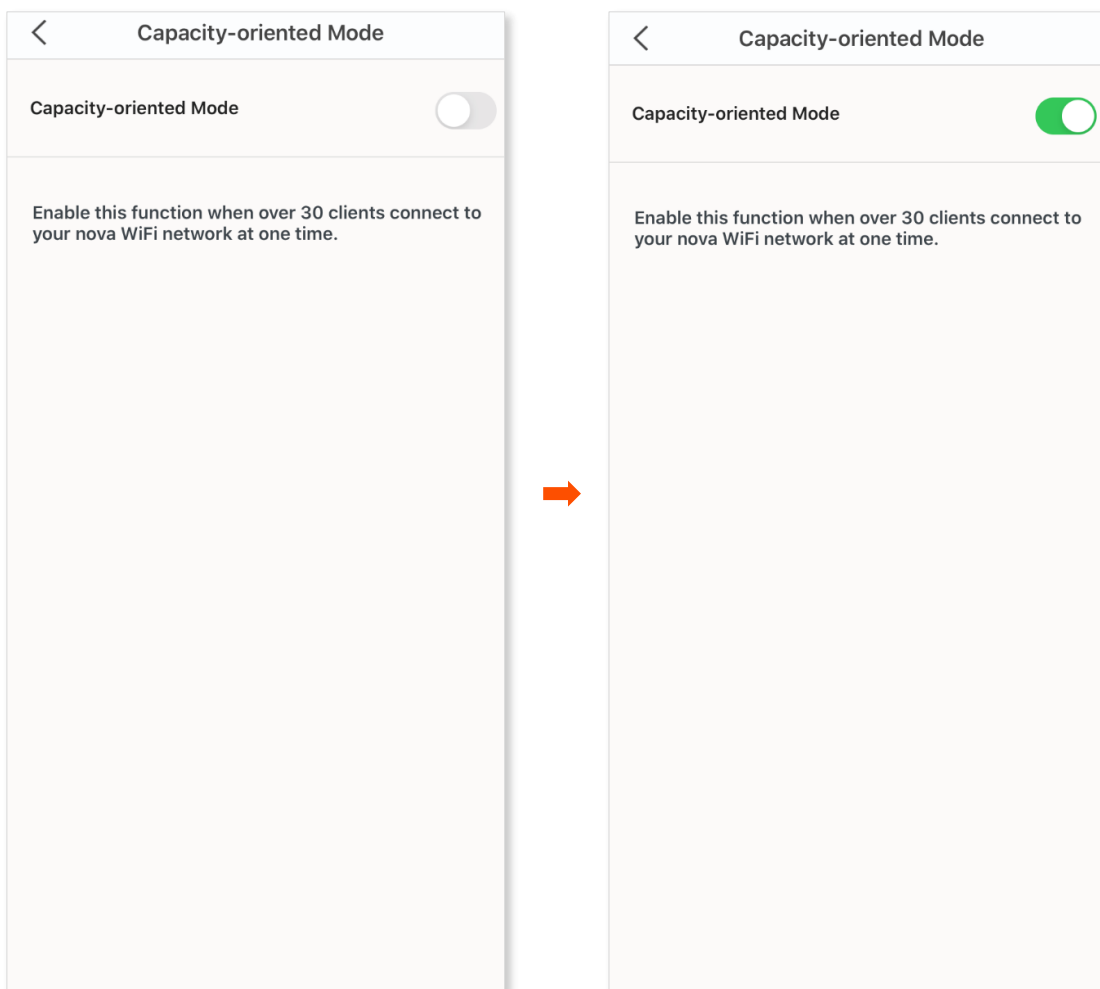 Capacity-oriented Mode
Capacity-oriented Mode
Enable this function when over 30 clients connect to
your nova WiFi network at one time.
Capacity-oriented Mode
Capacity-oriented Mode
Enable this function when over 30 clients connect to
your nova WiFi network at one time.